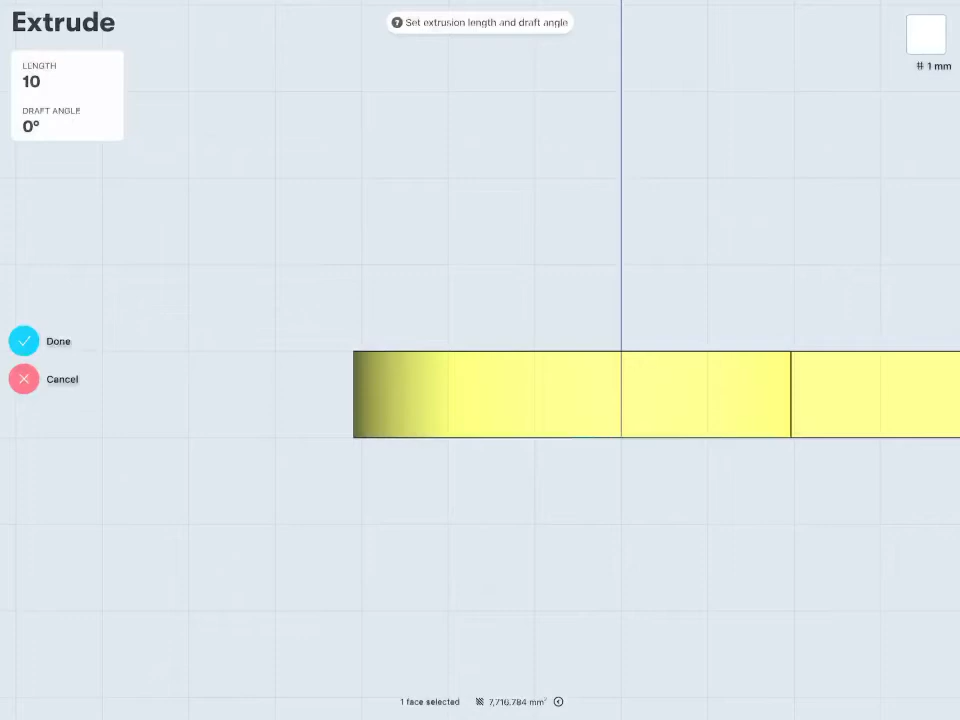 Extrude
? Set extrusion length and draft angle
LENGTH
10
DRAFT ANGLE
0°
# 1 mm
Done
Cancel
1 face selected 7,716.784 mm²